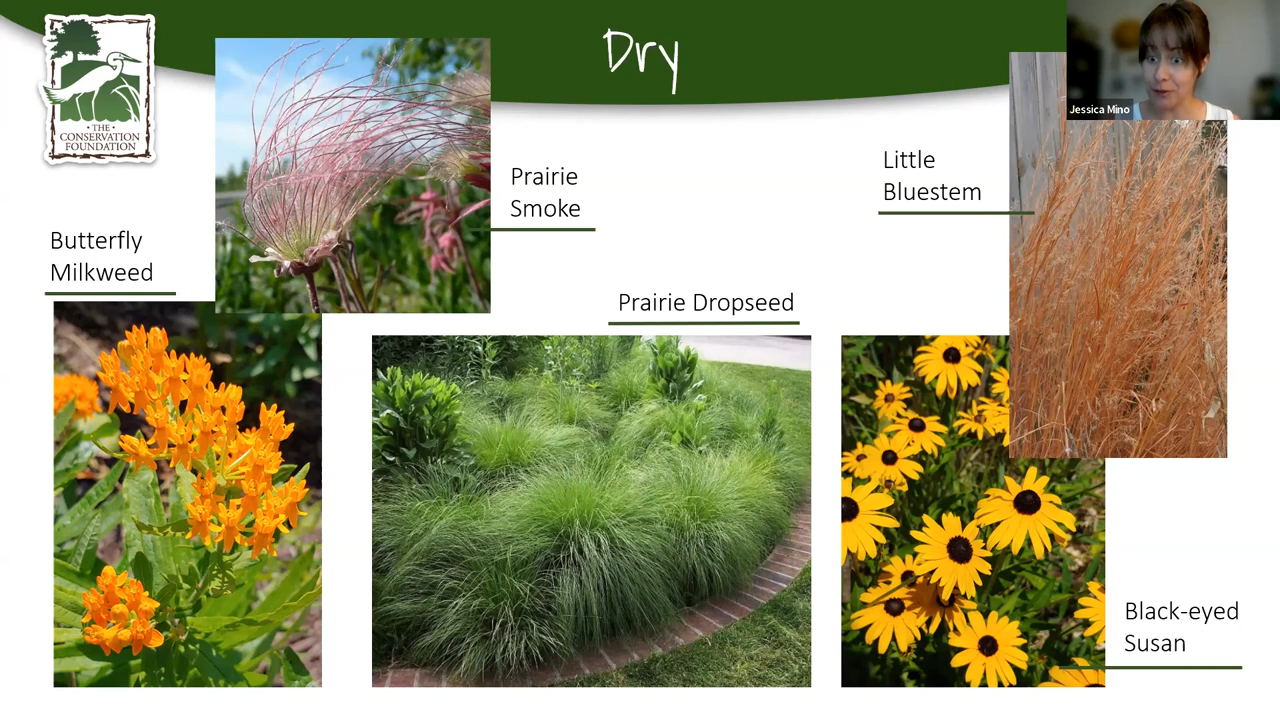 Dry
• THE •
CONSERVATION
FOUNDATION
Jessica Mino
Prairie
Smoke
Little
Bluestem
Butterfly
Milkweed
Prairie Dropseed
Black-eyed
Susan